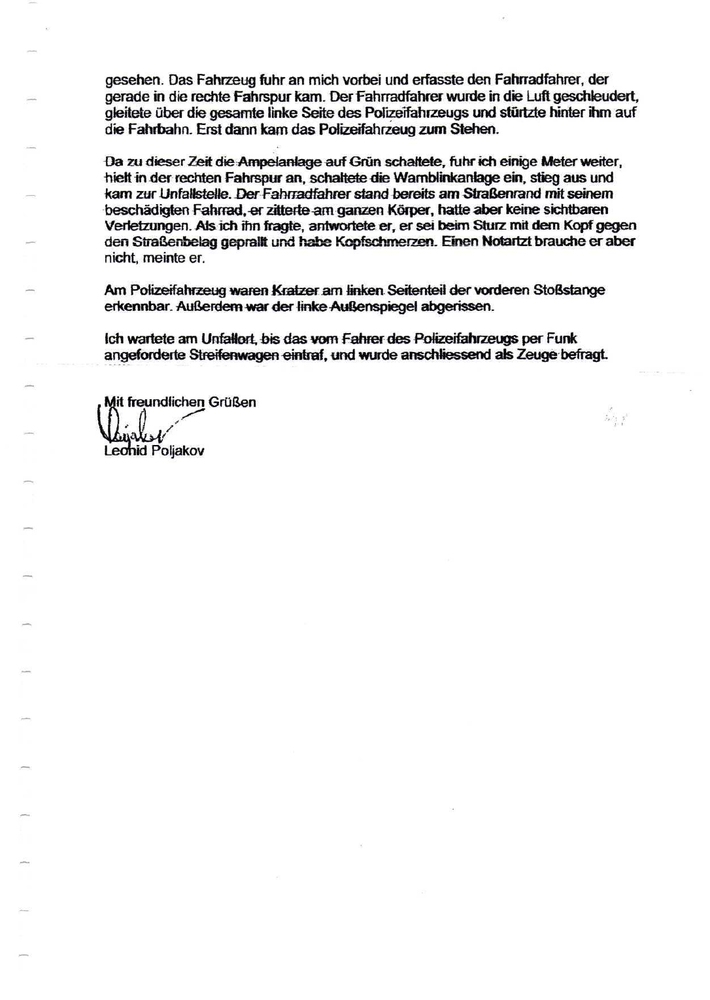 gesehen. Das Fahrzeug fuhr an mich vorbei und erfasste den Fahrradfahrer, der
gerade in die rechte Fahrspur kam. Der Fahrradfahrer wurde in die Luft geschleudert,
gleitete über die gesamte linke Seite des Polizeifahrzeugs und stürtzte hinter ihm auf
die Fahrbahn. Erst dann kam das Polizeifahrzeug zum Stehen.
Da zu dieser Zeit die Ampelanlage auf Grün schaltete, fuhr ich einige Meter weiter,
hielt in der rechten Fahrspur an, schaltete die Warnblinkanlage ein, stieg aus und
kam zur Unfallstelle. Der Fahrradfahrer stand bereits am Straßenrand mit seinem
beschädigten Fahrrad, er zitterte am ganzen Körper, hatte aber keine sichtbaren
Verletzungen. Als ich ihn fragte, antwortete er, er sei beim Sturz mit dem Kopf gegen
den Straßenbelag geprallt und habe Kopfschmerzen. Einen Notartzt brauche er aber
nicht, meinte er.
Am Polizeifahrzeug waren Kratzer am linken Seitenteil der vorderen Stoßstange
erkennbar. Außerdem war der linke Außenspiegel abgerissen.
Ich wartete am Unfallort, bis das vom Fahrer des Polizeifahrzeugs per Funk
angeforderte Streifenwagen eintraf, und wurde anschliessend als Zeuge befragt.
Mit freundlichen Grüßen
Leonid Poljakov